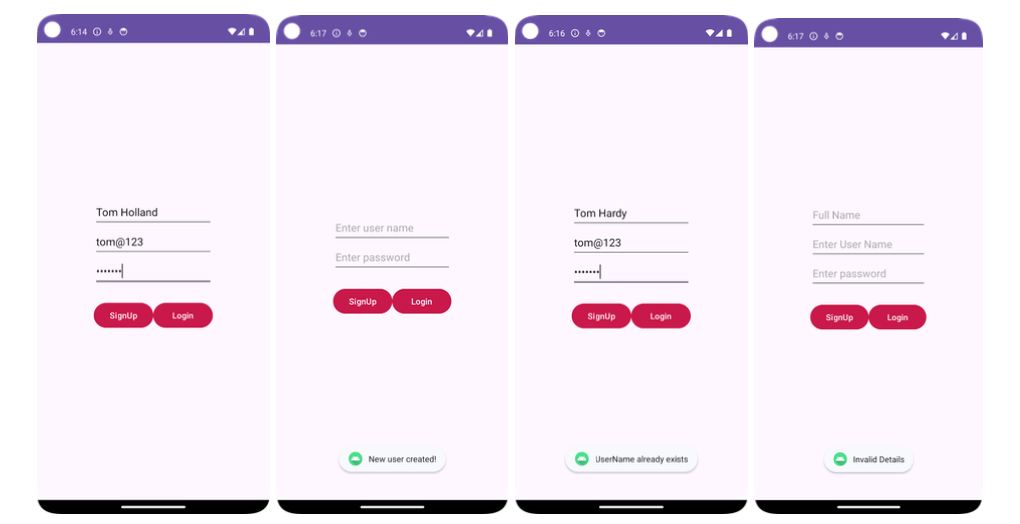 6:14
Tom Holland
tom@123
•••••••
SignUp Login
6:17
Enter user name
Enter password
SignUp Login
New user created!
6:16
Tom Hardy
tom@123
•••••••
SignUp Login
UserName already exists
6:17
Full Name
Enter User Name
Enter password
SignUp Login
Invalid Details